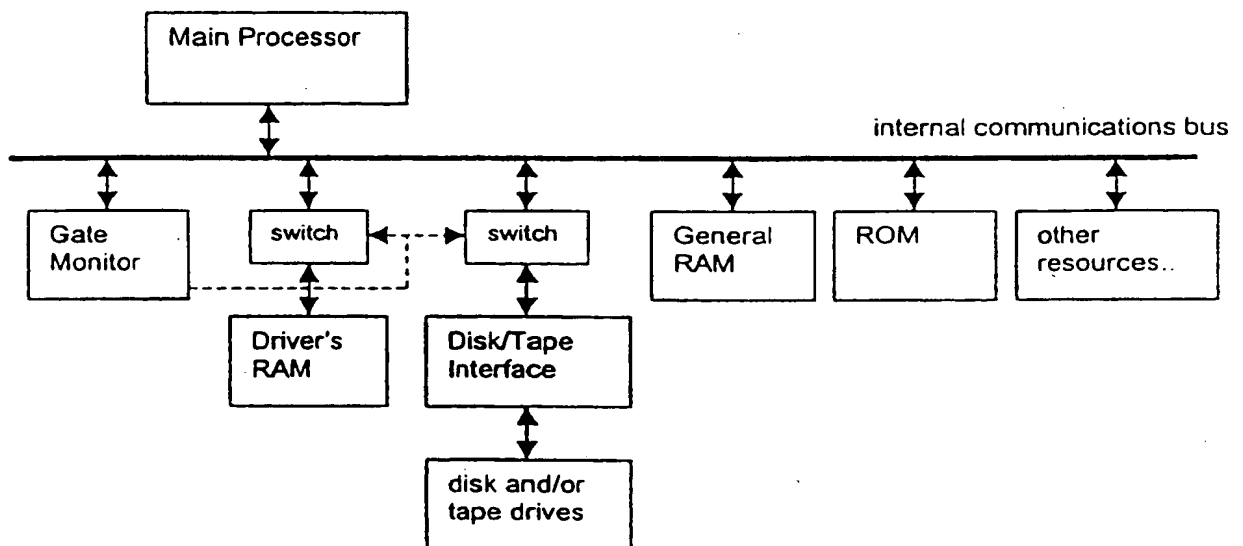 Main Processor
internal communications bus
Gate
Monitor
switch
switch
General
RAM
ROM
other
resources..
Driver's
RAM
Disk/Tape
Interface
disk and/or
tape drives